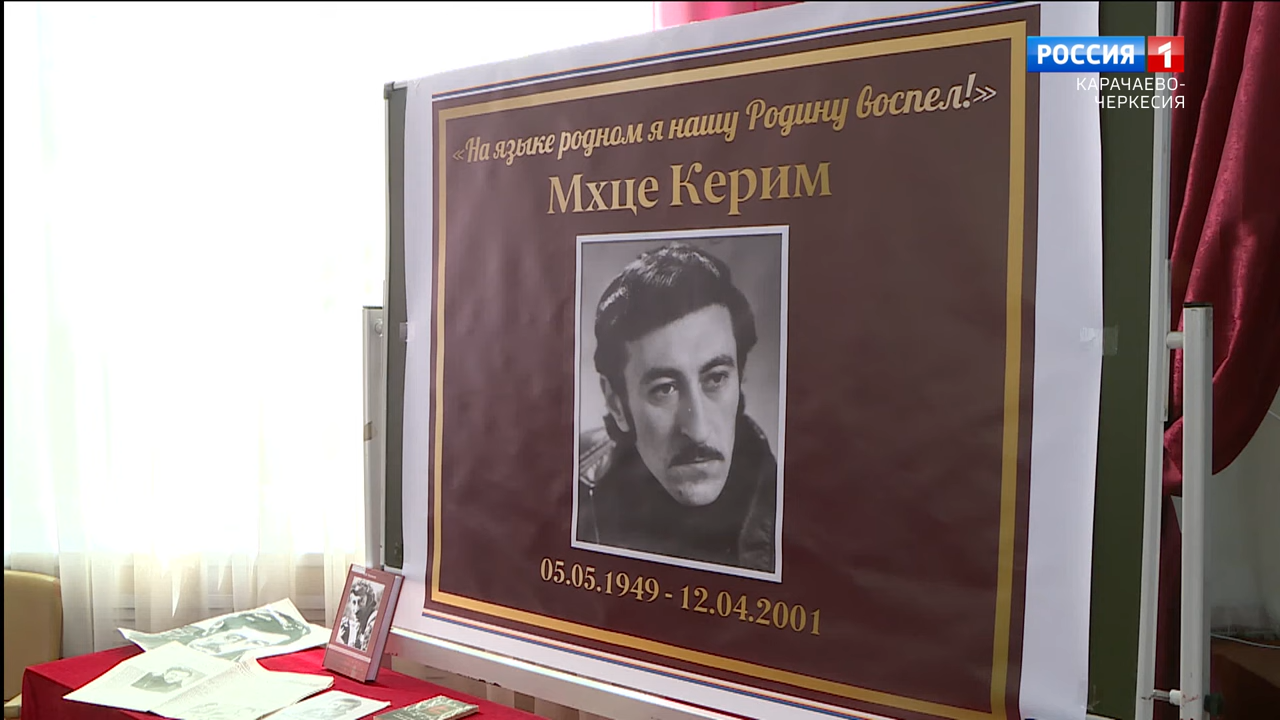 РОССИЯ 1
КАРАЧАЕВО-
ЧЕРКЕСИЯ
«На языке родном я нашу Родину воспел!»
Мхце Керим
05.05.1949 - 12.04.2001